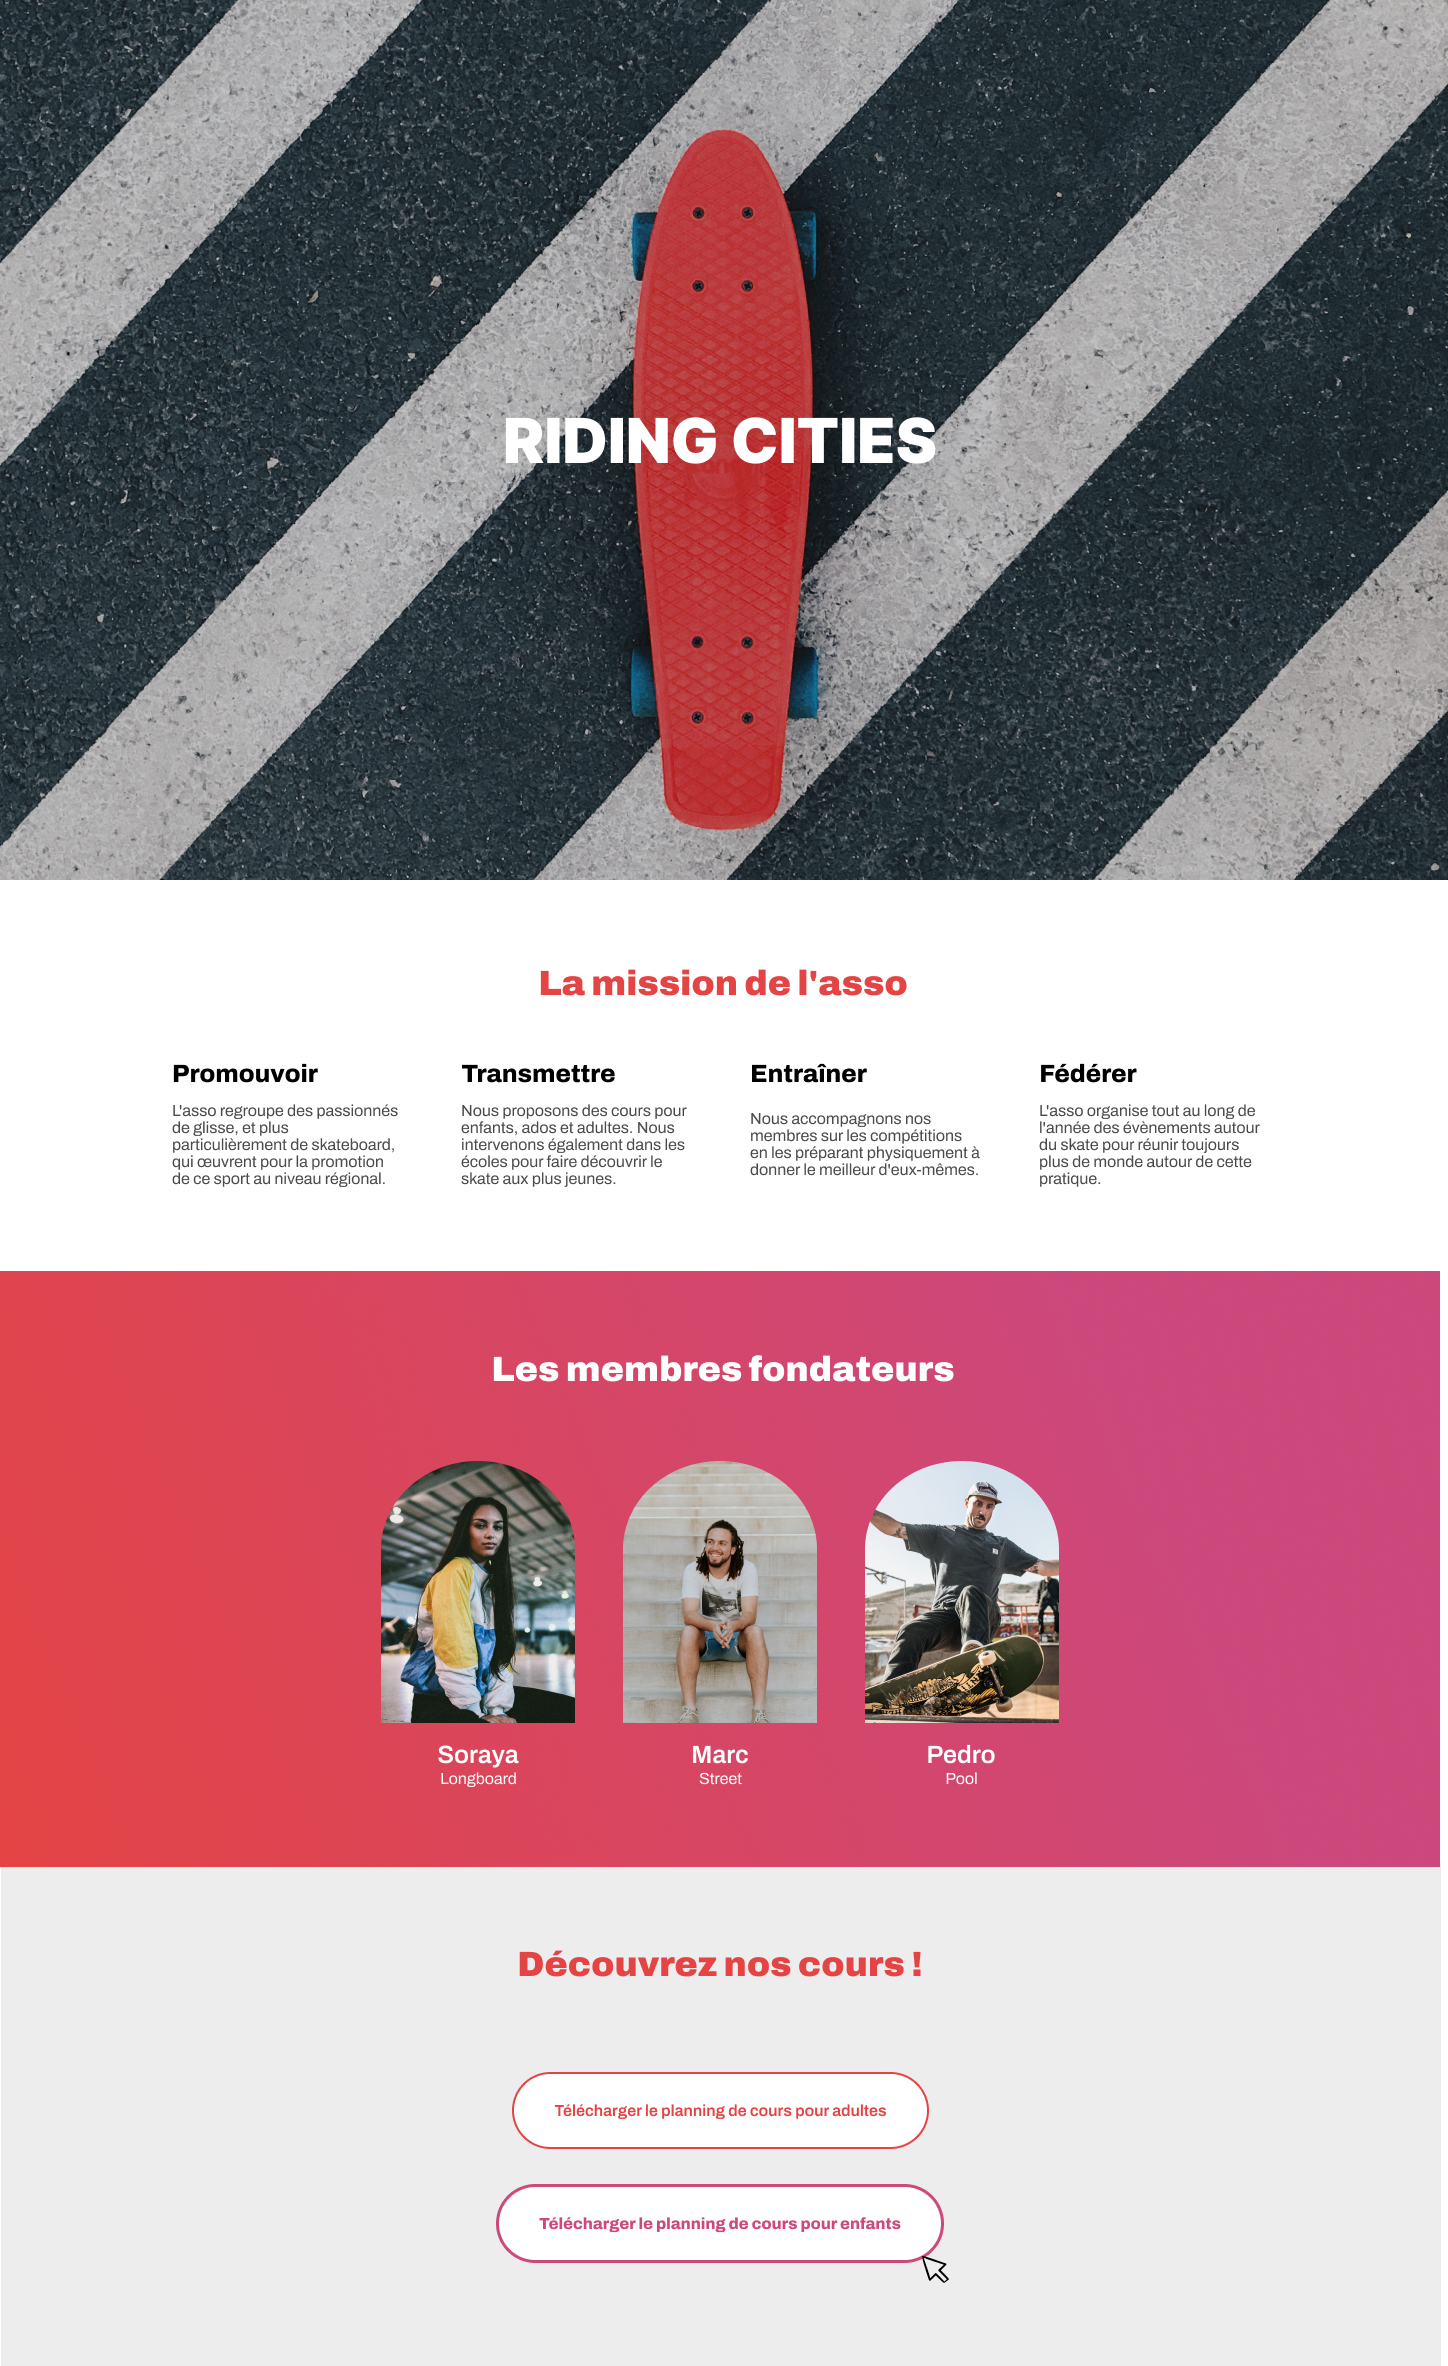 RIDING CITIES
La mission de l'asso
Promouvoir
L'asso regroupe des passionnés
de glisse, et plus
particulièrement de skateboard,
qui œuvrent pour la promotion
de ce sport au niveau régional.
Transmettre
Nous proposons des cours pour
enfants, ados et adultes. Nous
intervenons également dans les
écoles pour faire découvrir le
skate aux plus jeunes.
Entraîner
Nous accompagnons nos
membres sur les compétitions
en les préparant physiquement à
donner le meilleur d'eux-mêmes.
Fédérer
L'asso organise tout au long de
l'année des évènements autour
du skate pour réunir toujours
plus de monde autour de cette
pratique.
Les membres fondateurs
Soraya
Longboard
Marc
Street
Pedro
Pool
Découvrez nos cours !
Télécharger le planning de cours pour adultes
Télécharger le planning de cours pour enfants